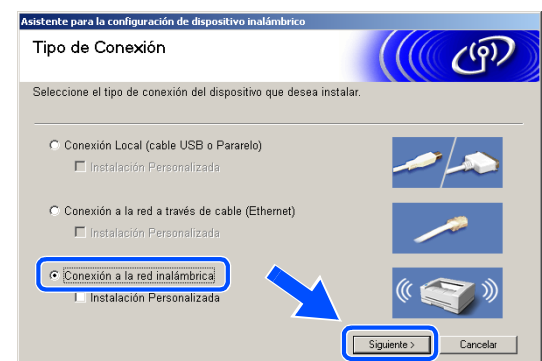 Asistente para la configuración de dispositivo inalámbrico
Tipo de Conexión
Seleccione el tipo de conexión del dispositivo que desea instalar.
Conexión Local (cable USB o Pararelo)
Instalación Personalizada
Conexión a la red a través de cable (Ethernet)
Instalación Personalizada
Conexión a la red inalámbrica
Instalación Personalizada
Siguiente >
Cancelar